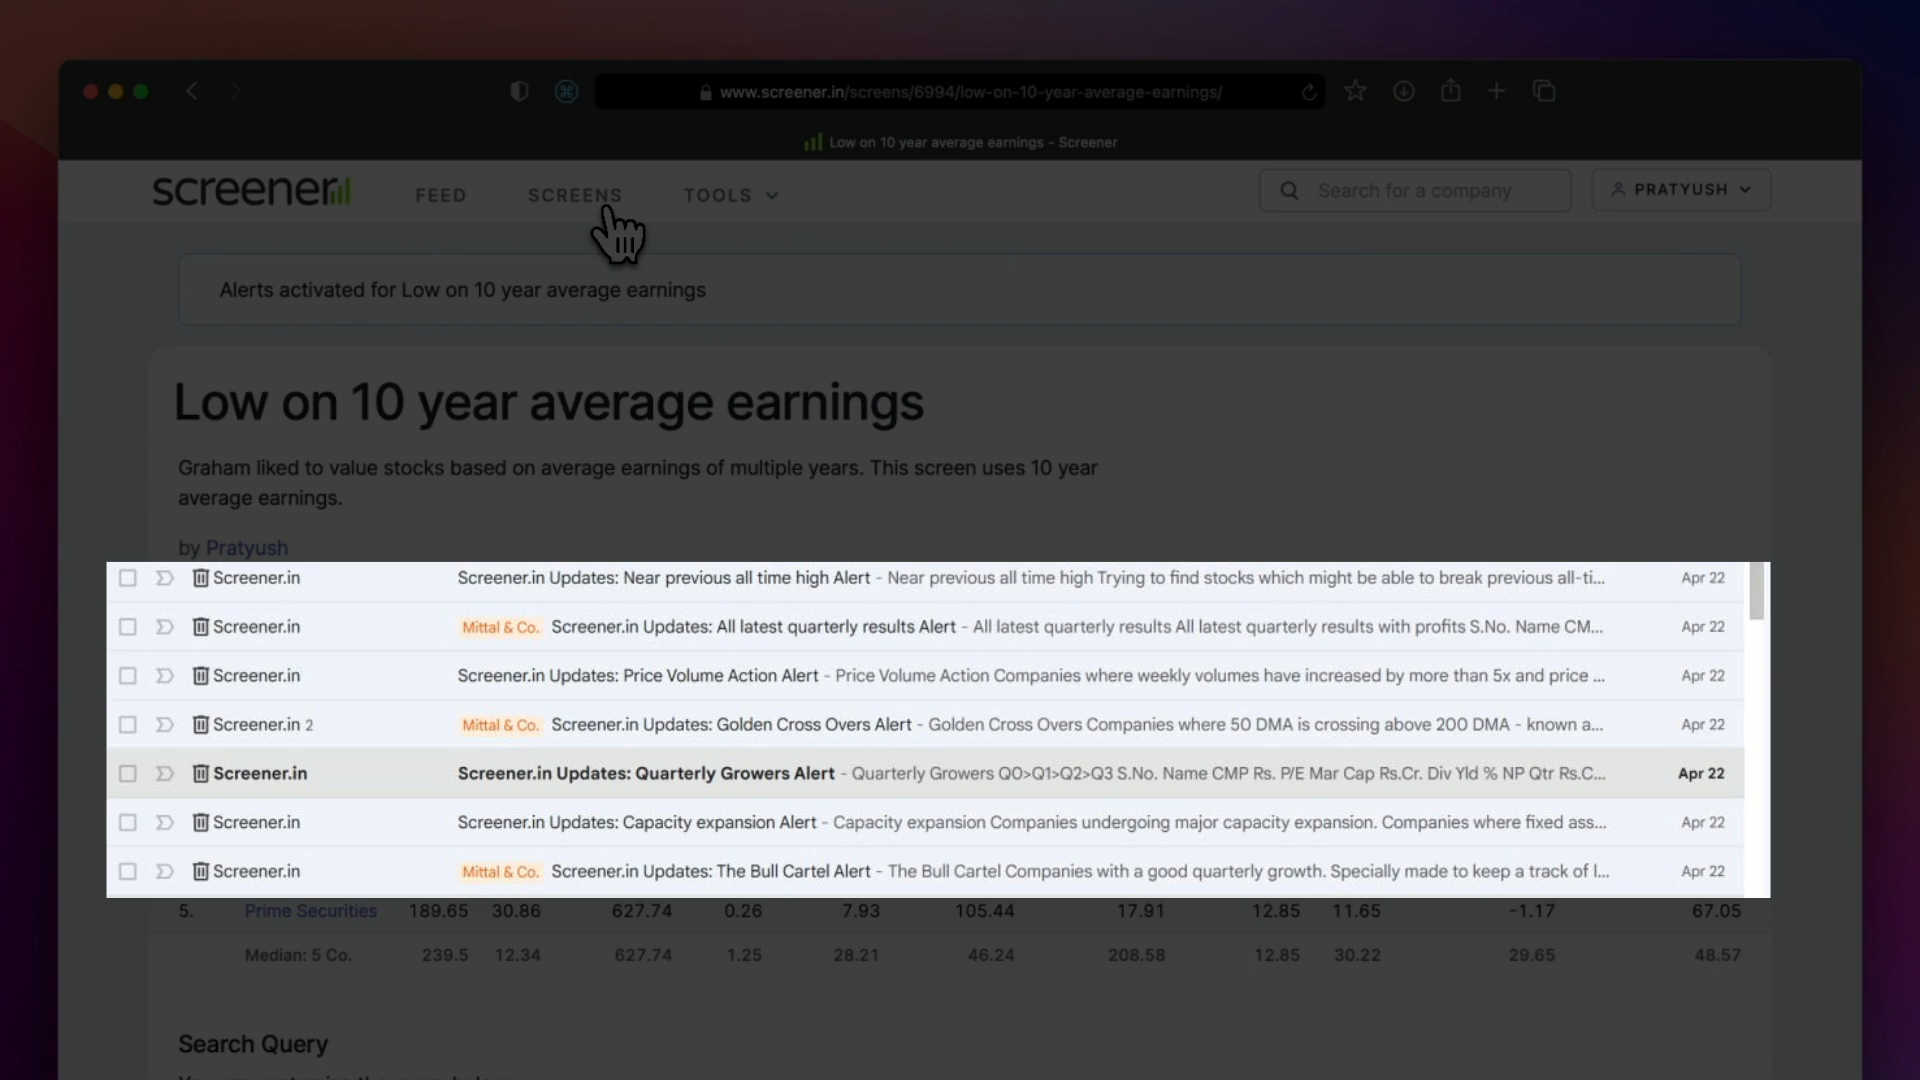 www.screener.in/screens/6994/low-on-10-year-average-earnings/
Low on 10 year average earnings - Screener
screener FEED SCREENS TOOLS Search for a company PRATYUSH
Alerts activated for Low on 10 year average earnings
Low on 10 year average earnings
Graham liked to value stocks based on average earnings of multiple years. This screen uses 10 year
average earnings.
by Pratyush
Screener.in Screener.in Updates: Near previous all time high Alert - Near previous all time high Trying to find stocks which might be able to break previous all-ti... Apr 22
Screener.in Mittal & Co. Screener.in Updates: All latest quarterly results Alert - All latest quarterly results All latest quarterly results with profits S.No. Name CM... Apr 22
Screener.in Screener.in Updates: Price Volume Action Alert - Price Volume Action Companies where weekly volumes have increased by more than 5x and price ... Apr 22
Screener.in 2 Mittal & Co. Screener.in Updates: Golden Cross Overs Alert - Golden Cross Overs Companies where 50 DMA is crossing above 200 DMA - known a... Apr 22
Screener.in Screener.in Updates: Quarterly Growers Alert - Quarterly Growers Q0>Q1>Q2>Q3 S.No. Name CMP Rs. P/E Mar Cap Rs.Cr. Div Yld % NP Qtr Rs.C... Apr 22
Screener.in Screener.in Updates: Capacity expansion Alert - Capacity expansion Companies undergoing major capacity expansion. Companies where fixed ass... Apr 22
Screener.in Mittal & Co. Screener.in Updates: The Bull Cartel Alert - The Bull Cartel Companies with a good quarterly growth. Specially made to keep a track of l... Apr 22
5. Prime Securities 189.65 30.86 627.74 0.26 7.93 105.44 17.91 12.85 11.65 -1.17 67.05
Median: 5 Co. 239.5 12.34 627.74 1.25 28.21 46.24 208.58 12.85 30.22 29.65 48.57
Search Query